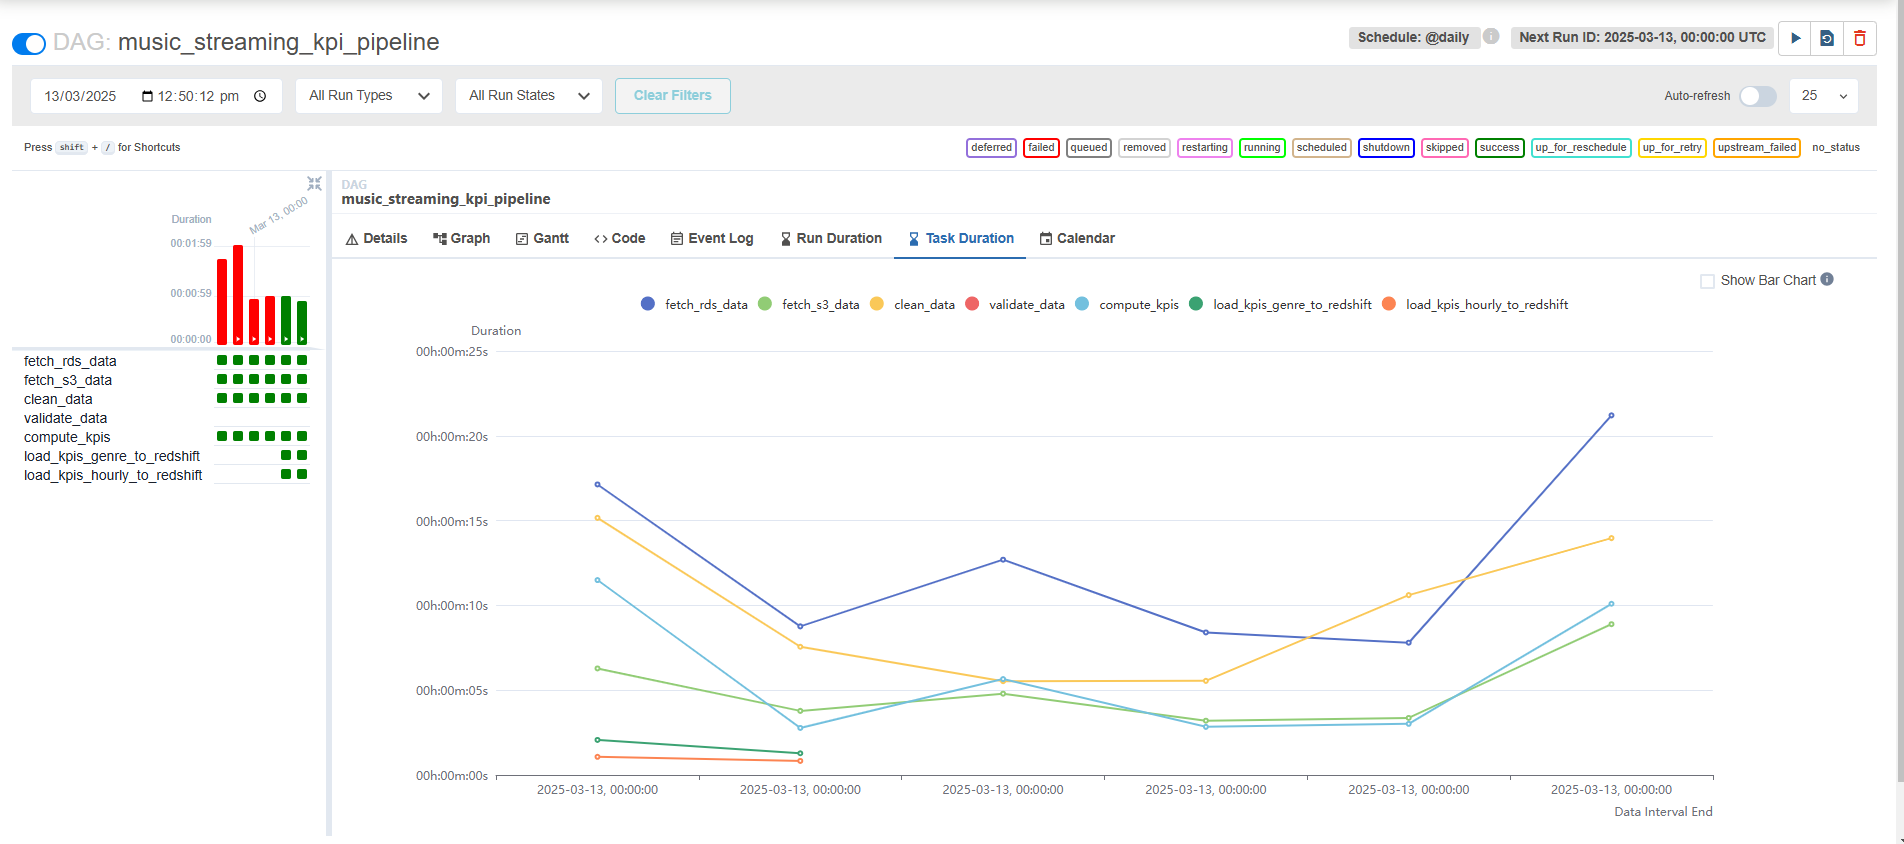 DAG: music_streaming_kpi_pipeline
Schedule: @daily
Next Run ID: 2025-03-13, 00:00:00 UTC
13/03/2025 12:50:12 pm
All Run Types
All Run States
Clear Filters
Auto-refresh
25
Press shift + / for Shortcuts
deferred failed queued removed restarting running scheduled shutdown skipped success up_for_reschedule up_for_retry upstream_failed no_status
Mar 13, 00:00
Duration
00:01:59
00:00:59
00:00:00
fetch_rds_data
fetch_s3_data
clean_data
validate_data
compute_kpis
load_kpis_genre_to_redshift
load_kpis_hourly_to_redshift
DAG
music_streaming_kpi_pipeline
Details Graph Gantt Code Event Log Run Duration Task Duration Calendar
Show Bar Chart
fetch_rds_data fetch_s3_data clean_data validate_data compute_kpis load_kpis_genre_to_redshift load_kpis_hourly_to_redshift
Duration
00h:00m:25s
00h:00m:20s
00h:00m:15s
00h:00m:10s
00h:00m:05s
00h:00m:00s
2025-03-13, 00:00:00 2025-03-13, 00:00:00 2025-03-13, 00:00:00 2025-03-13, 00:00:00 2025-03-13, 00:00:00 2025-03-13, 00:00:00
Data Interval End